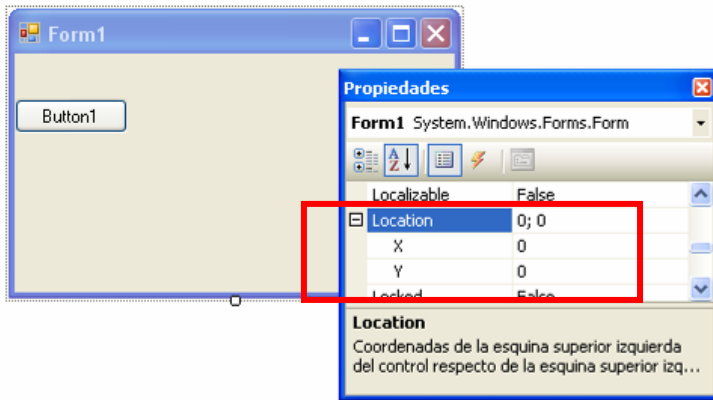 Form1
Button1
Propiedades
Form1 System.Windows.Forms.Form
A
Z
Localizable False
Location 0; 0
X 0
Y 0
Locked False
Location
Coordenadas de la esquina superior izquierda
del control respecto de la esquina superior izq...